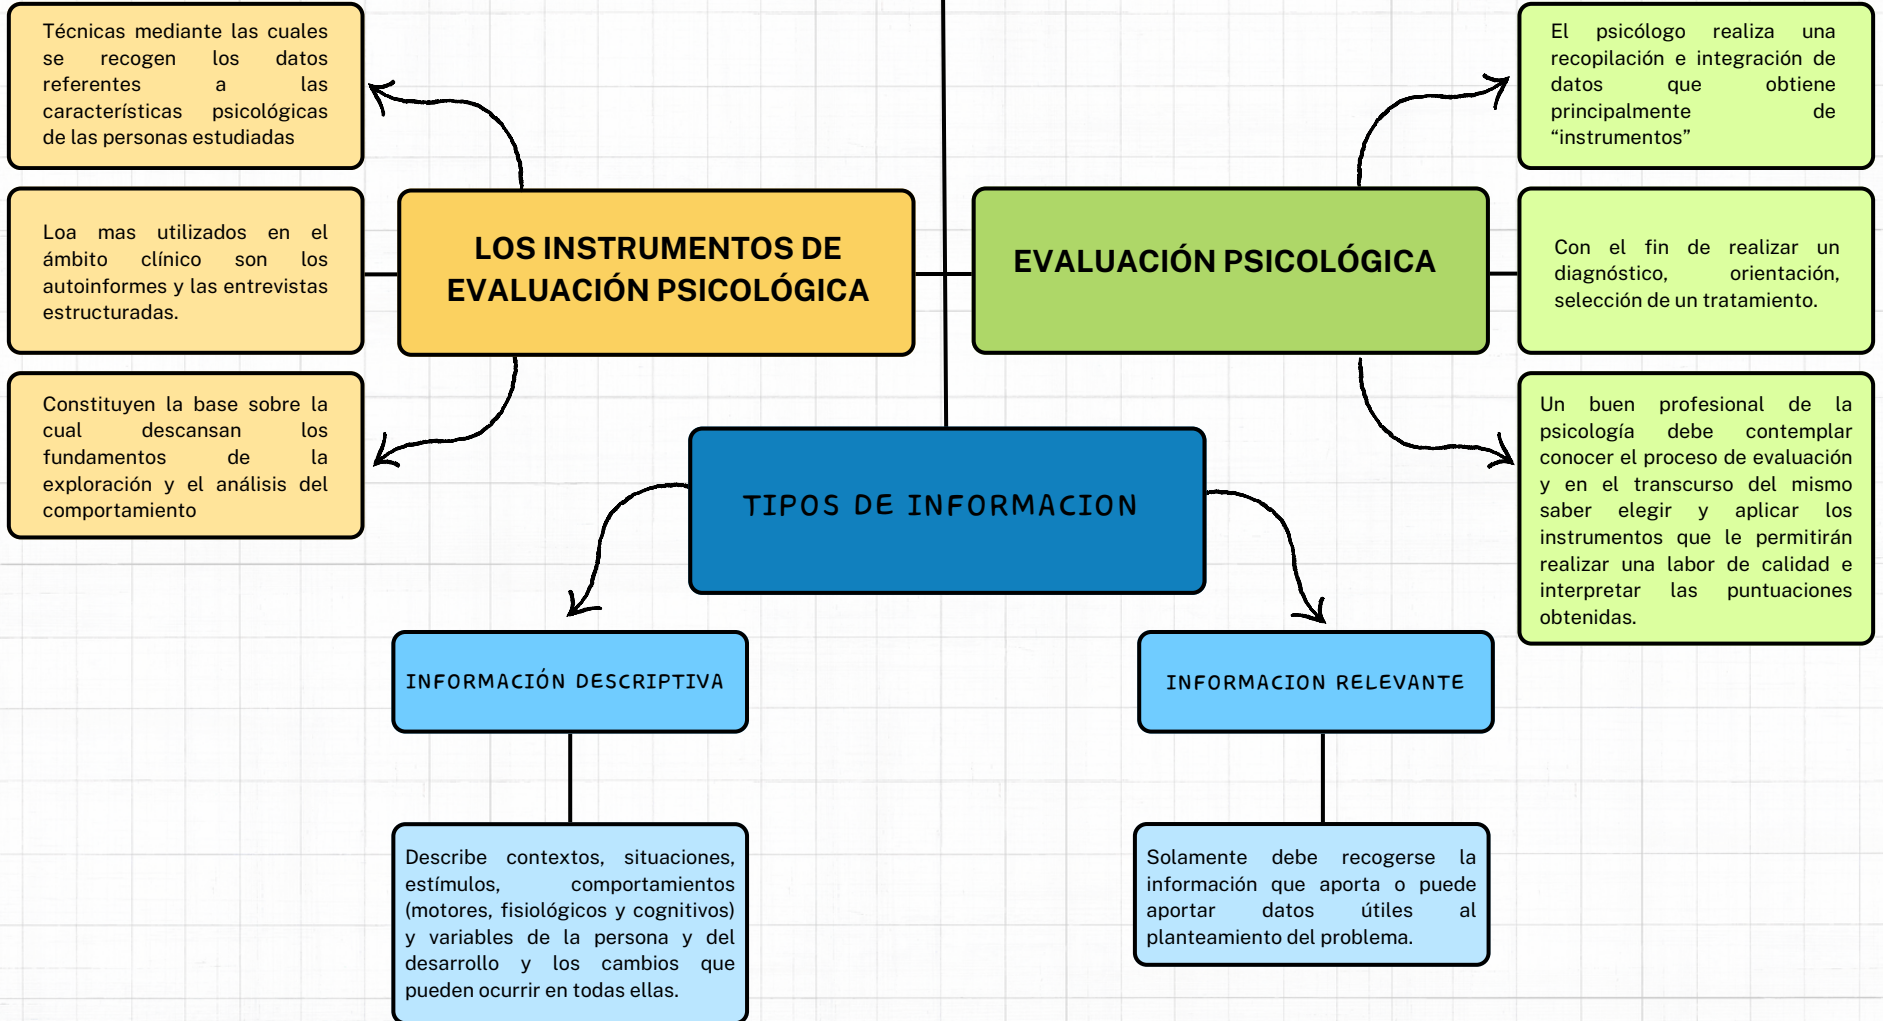 Técnicas mediante las cuales
se recogen los datos
referentes a las
características psicológicas
de las personas estudiadas
Loa mas utilizados en el
ámbito clínico son los
autoinformes y las entrevistas
estructuradas.
Constituyen la base sobre la
cual descansan los
fundamentos de la
exploración y el análisis del
comportamiento
LOS INSTRUMENTOS DE
EVALUACIÓN PSICOLÓGICA
EVALUACIÓN PSICOLÓGICA
El psicólogo realiza una
recopilación e integración de
datos que obtiene
principalmente de
“instrumentos”
Con el fin de realizar un
diagnóstico, orientación,
selección de un tratamiento.
Un buen profesional de la
psicología debe contemplar
conocer el proceso de evaluación
y en el transcurso del mismo
saber elegir y aplicar los
instrumentos que le permitirán
realizar una labor de calidad e
interpretar las puntuaciones
obtenidas.
TIPOS DE INFORMACION
INFORMACIÓN DESCRIPTIVA
Describe contextos, situaciones,
estímulos, comportamientos
(motores, fisiológicos y cognitivos)
y variables de la persona y del
desarrollo y los cambios que
pueden ocurrir en todas ellas.
INFORMACION RELEVANTE
Solamente debe recogerse la
información que aporta o puede
aportar datos útiles al
planteamiento del problema.